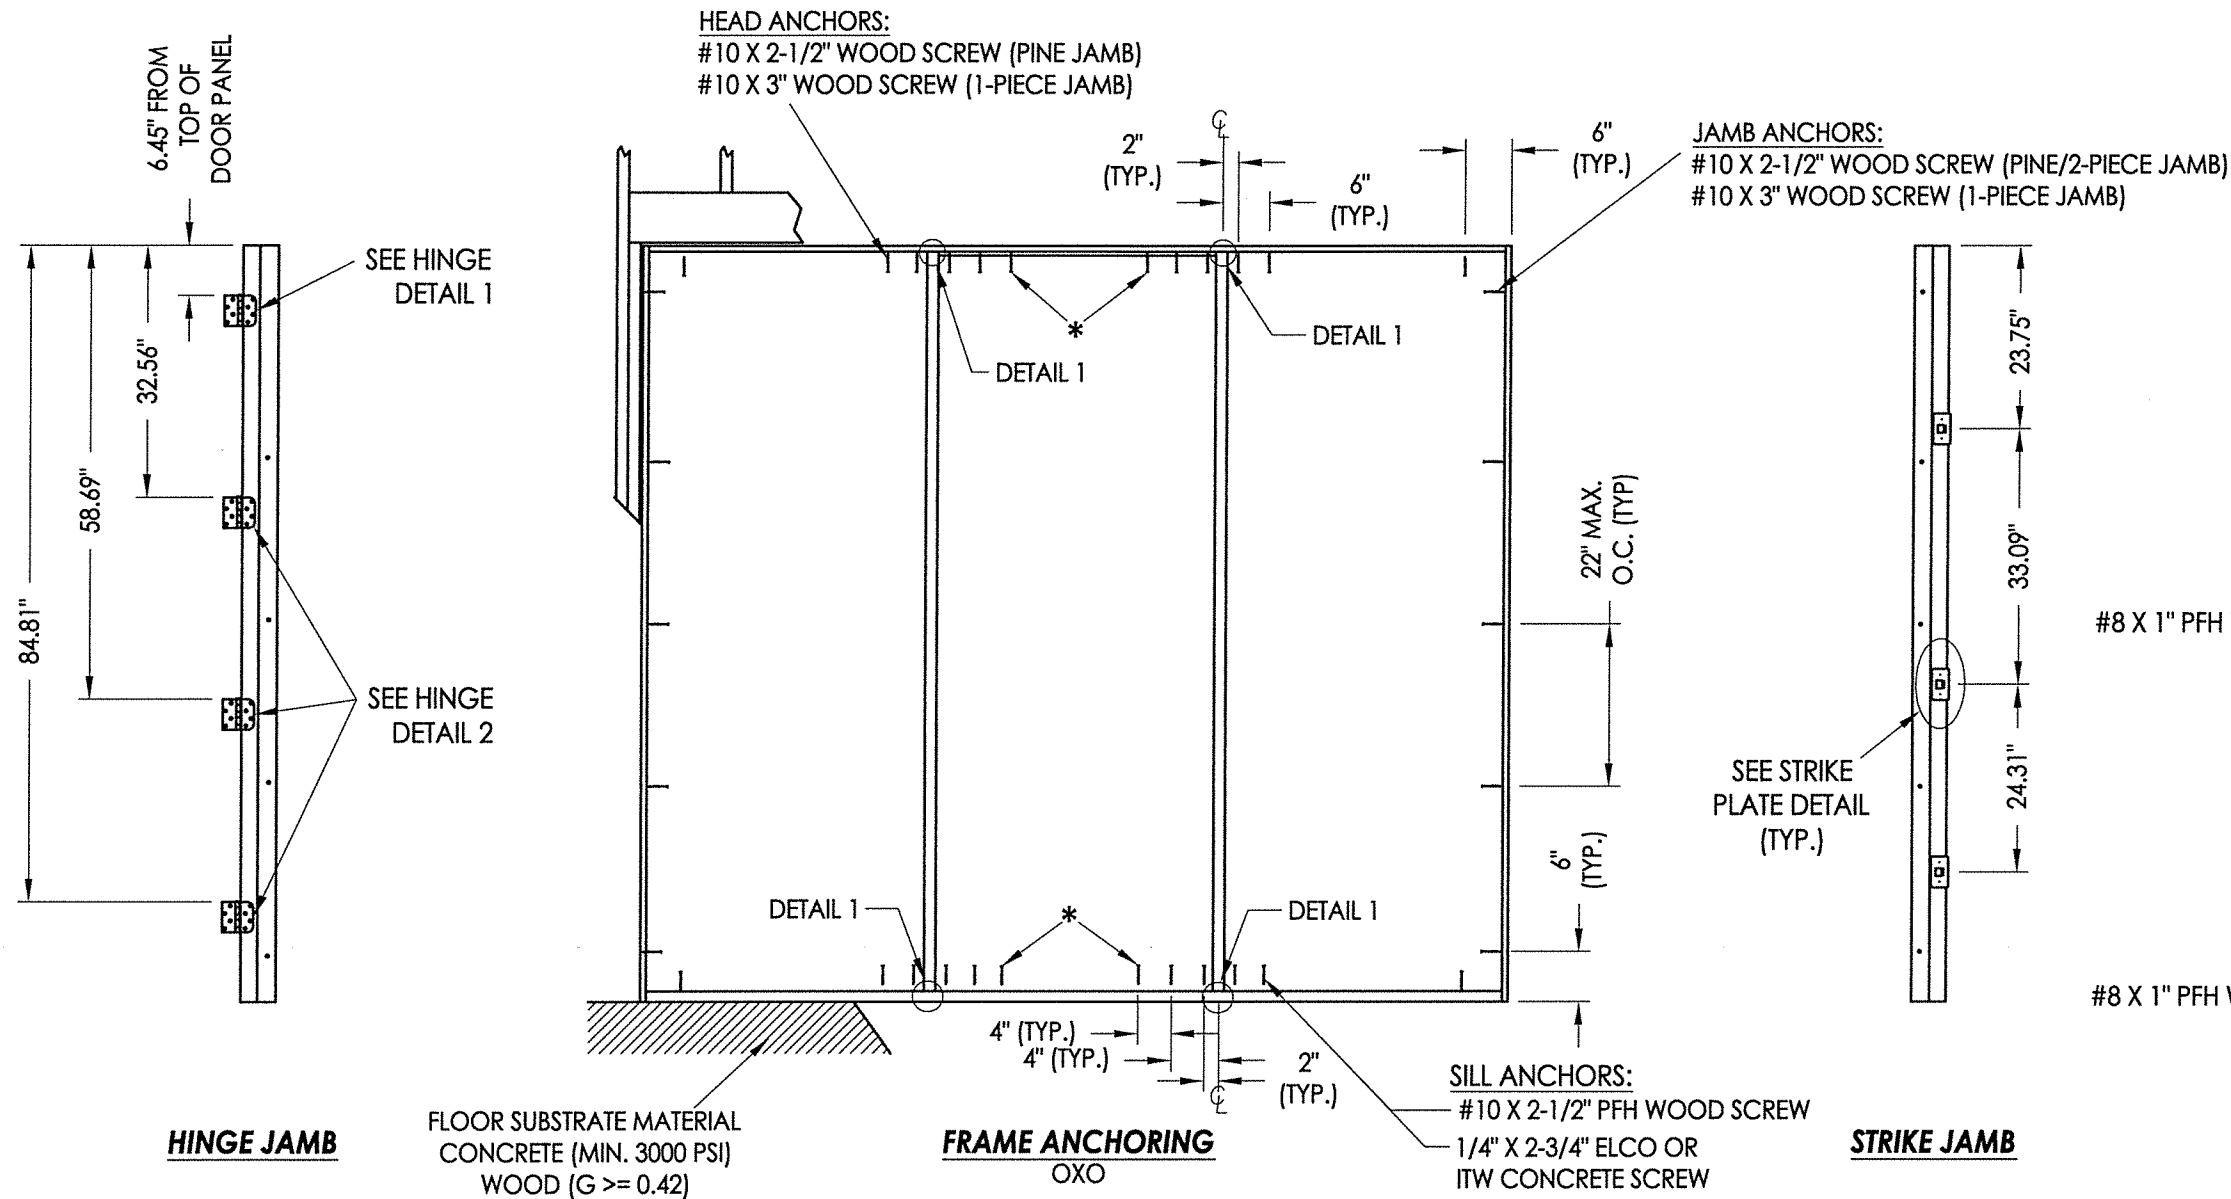 HEAD ANCHORS:
#10 X 2-1/2" WOOD SCREW (PINE JAMB)
#10 X 3" WOOD SCREW (1-PIECE JAMB)
6.45" FROM
TOP OF
DOOR PANEL
SEE HINGE
DETAIL 1
32.56"
58.69"
84.81"
SEE HINGE
DETAIL 2
HINGE JAMB
2"
(TYP.)
6"
(TYP.)
6"
(TYP.)
JAMB ANCHORS:
#10 X 2-1/2" WOOD SCREW (PINE/2-PIECE JAMB)
#10 X 3" WOOD SCREW (1-PIECE JAMB)
*
DETAIL 1
DETAIL 1
22" MAX.
O.C. (TYP)
6"
(TYP.)
DETAIL 1
*
DETAIL 1
4" (TYP.)
4" (TYP.)
2"
(TYP.)
FLOOR SUBSTRATE MATERIAL
CONCRETE (MIN. 3000 PSI)
WOOD (G >= 0.42)
FRAME ANCHORING
OXO
SILL ANCHORS:
#10 X 2-1/2" PFH WOOD SCREW
1/4" X 2-3/4" ELCO OR
ITW CONCRETE SCREW
23.75"
33.09"
24.31"
SEE STRIKE
PLATE DETAIL
(TYP.)
STRIKE JAMB
#8 X 1" PFH
#8 X 1" PFH